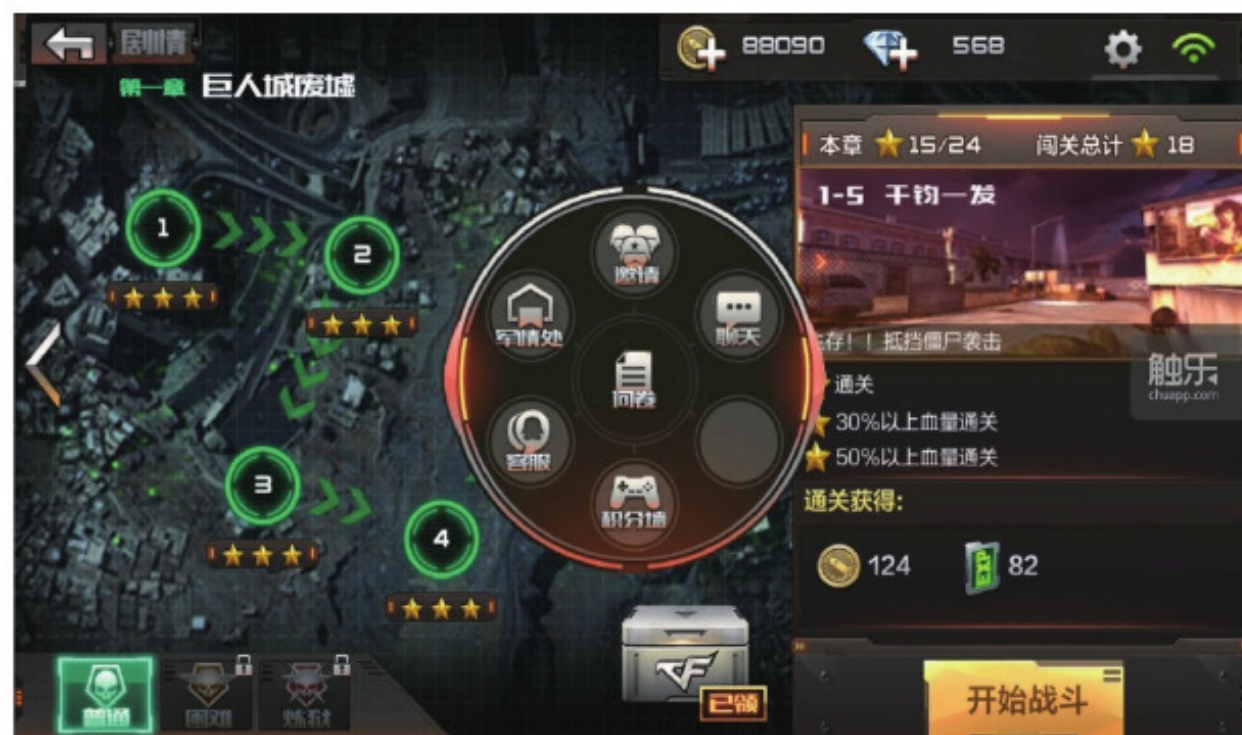 剧情
88090
568
第一章 巨人城废墟
本章 15/24
闯关总计 18
1-5 千钧一发
1
2
邀请
军情处
聊天
问卷
客服
积分墙
生存！！抵挡僵尸袭击
触乐
chuapp.com
通关
30%以上血量通关
50%以上血量通关
3
4
通关获得:
124
EXP
82
CF
已领
普通
困难
炼狱
开始战斗